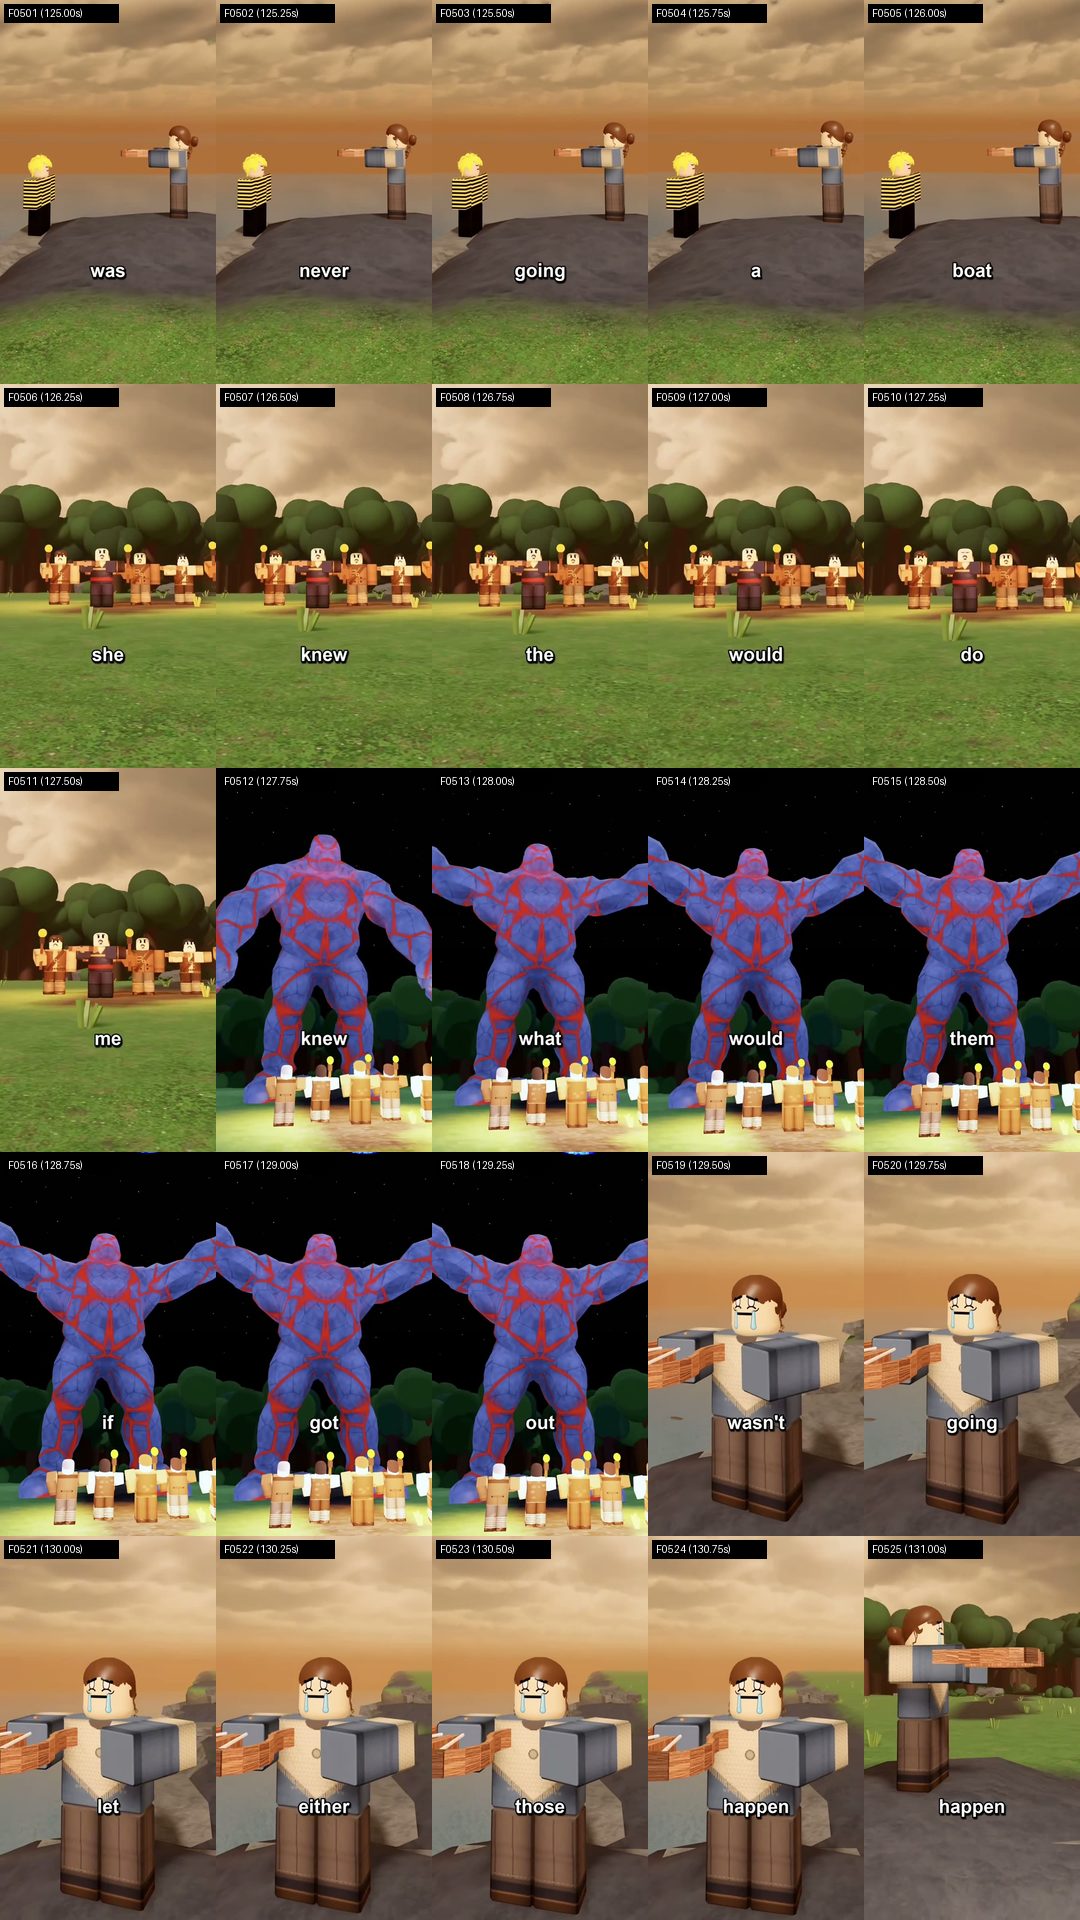 F0501 (125.00s) F0502 (125.25s) F0503 (125.50s) F0504 (125.75s) F0505 (126.00s)
was never going a boat
F0506 (126.25s) F0507 (126.50s) F0508 (126.75s) F0509 (127.00s) F0510 (127.25s)
she knew the would do
F0511 (127.50s) F0512 (127.75s) F0513 (128.00s) F0514 (128.25s) F0515 (128.50s)
me knew what would them
F0516 (128.75s) F0517 (129.00s) F0518 (129.25s) F0519 (129.50s) F0520 (129.75s)
if got out wasn't going
F0521 (130.00s) F0522 (130.25s) F0523 (130.50s) F0524 (130.75s) F0525 (131.00s)
let either those happen happen